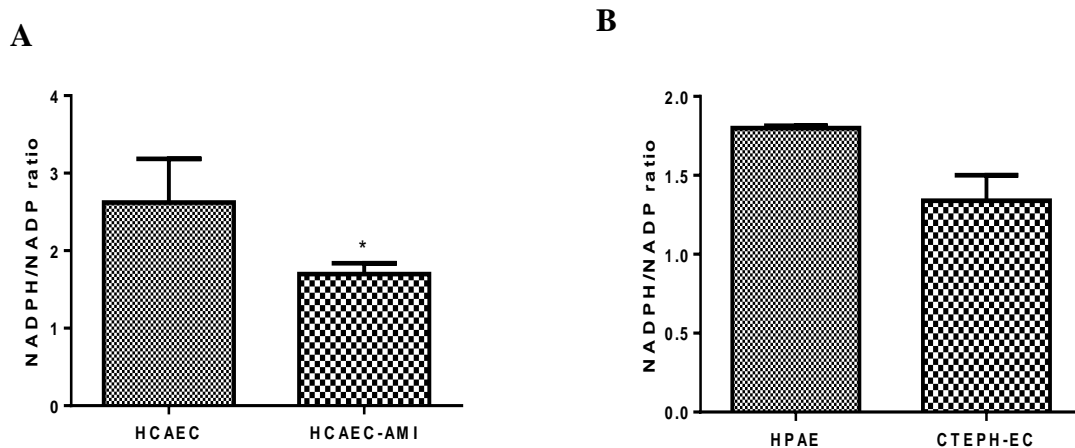 A
NADPH/NADP ratio
4
3
2
1
0
*
HCAEC
HCAEC-AMI
B
NADPH/NADP ratio
2.0
1.5
1.0
0.5
0.0
HPAE
CTEPH-EC